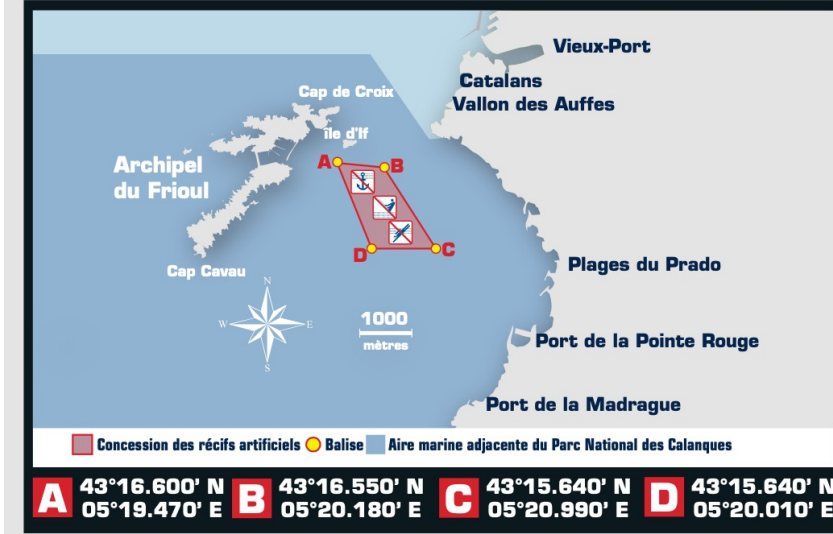 Vieux-Port
Catalans
Vallon des Auffes
Cap de Croix
île d'If
A
B
Archipel
du Frioul
D
C
Cap Cavau
Plages du Prado
N
W
E
S
1000
mètres
Port de la Pointe Rouge
Port de la Madrague
Concession des récifs artificiels
Balise
Aire marine adjacente du Parc National des Calanques
A
43°16.600' N
05°19.470' E
B
43°16.550' N
05°20.180' E
C
43°15.640' N
05°20.990' E
D
43°15.640' N
05°20.010' E